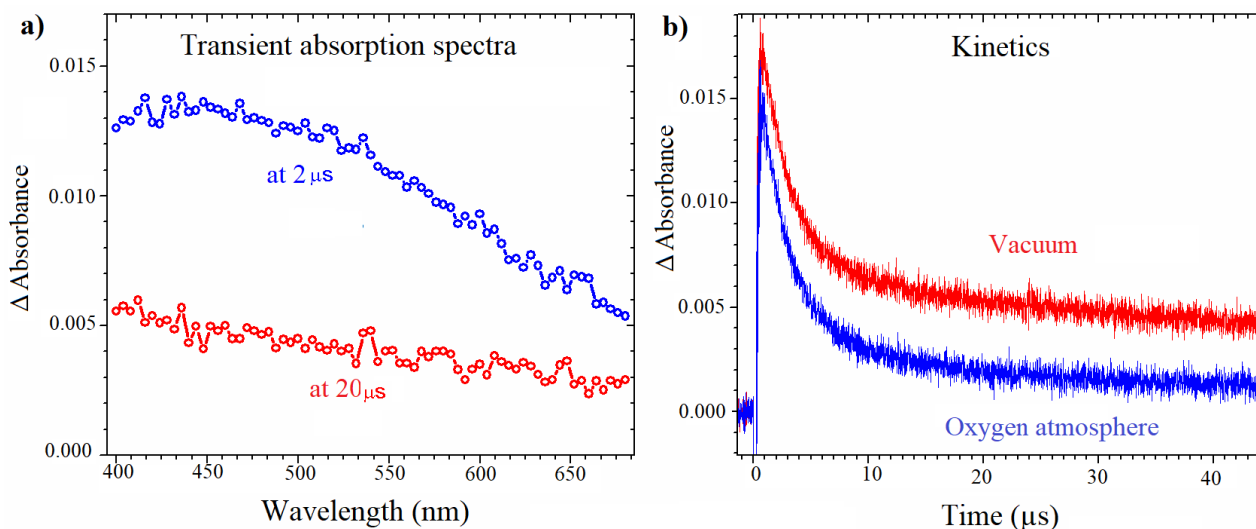 a)
Transient absorption spectra
0.015
0.010
0.005
0.000
Δ Absorbance
at 2 μs
at 20 μs
400
450
500
550
600
650
Wavelength (nm)
b)
Kinetics
0.015
0.010
0.005
0.000
Δ Absorbance
Vacuum
Oxygen atmosphere
0
10
20
30
40
Time (μs)